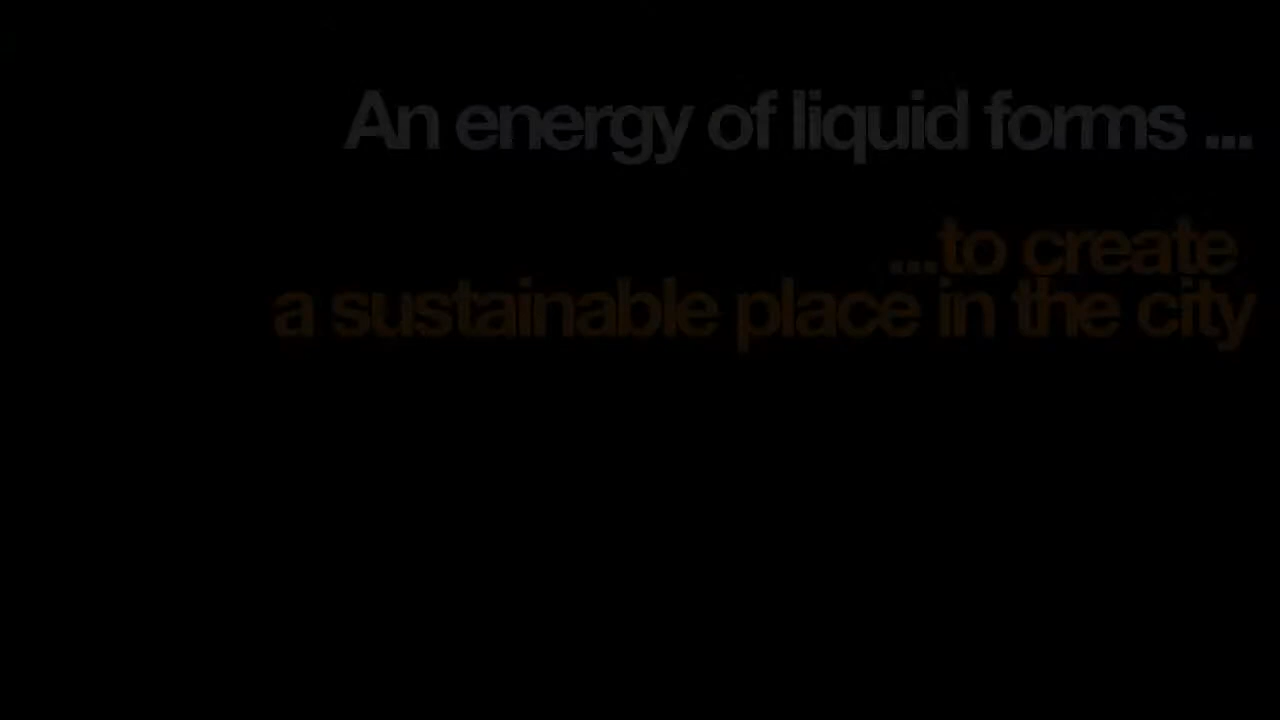 An energy of liquid forms ...
...to create
a sustainable place in the city